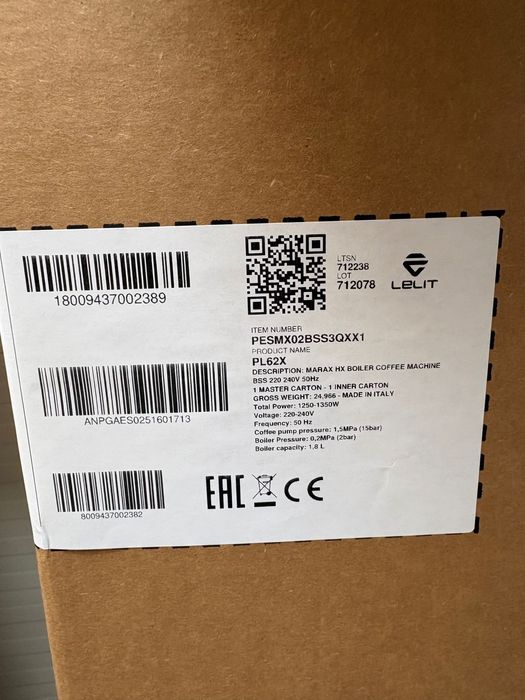 18009437002389
LTSN
712238
LOT
712078
LELIT
ITEM NUMBER
PESMX02BSS3QXX1
PRODUCT NAME
PL62X
DESCRIPTION: MARAX HX BOILER COFFEE MACHINE
BSS 220 240V 50Hz
1 MASTER CARTON - 1 INNER CARTON
GROSS WEIGHT: 24,966 - MADE IN ITALY
Total Power: 1250-1350W
Voltage: 220-240V
Frequency: 50 Hz
Coffee pump pressure: 1,5MPa (15bar)
Boiler Pressure: 0,2MPa (2bar)
Boiler capacity: 1,8 L
ANPGAES0251601713
8009437002382
EAC CE